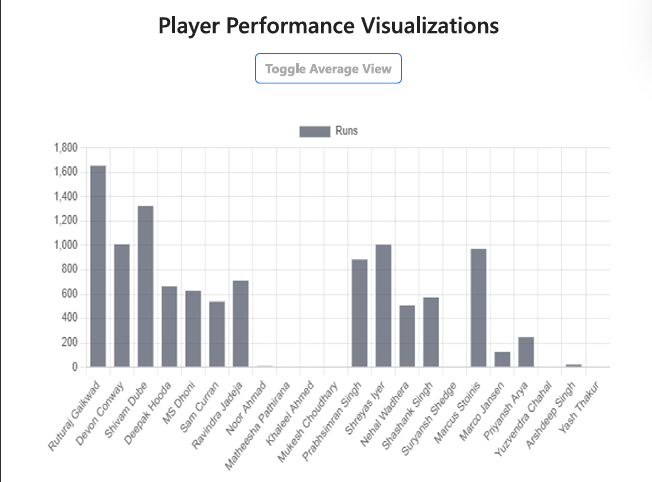 Player Performance Visualizations
Toggle Average View
Runs
1,800
1,600
1,400
1,200
1,000
800
600
400
200
0
Ruturaj Gaikwad
Devon Conway
Shivam Dube
Deepak Hooda
MS Dhoni
Sam Curran
Ravindra Jadeja
Noor Ahmad
Matheesha Pathirana
Khaleel Ahmed
Mukesh Choudhary
Prabhsimran Singh
Shreyas Iyer
Nehal Wadhera
Shashank Singh
Suryansh Shedge
Marcus Stoinis
Marco Jansen
Priyansh Arya
Yuzvendra Chahal
Arshdeep Singh
Yash Thakur